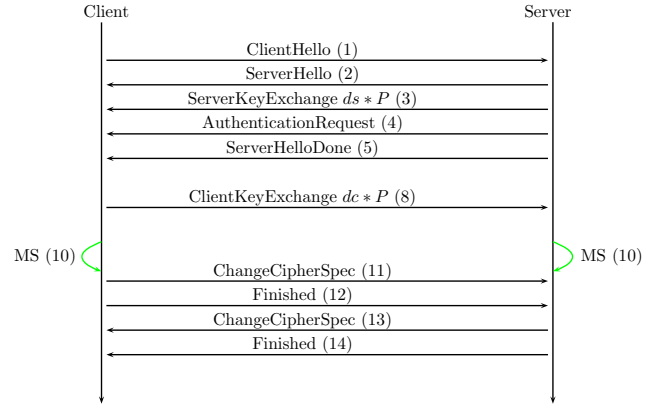 Client Server
ClientHello (1)
ServerHello (2)
ServerKeyExchange ds ∗ P (3)
AuthenticationRequest (4)
ServerHelloDone (5)
ClientKeyExchange dc ∗ P (8)
MS (10) MS (10)
ChangeCipherSpec (11)
Finished (12)
ChangeCipherSpec (13)
Finished (14)